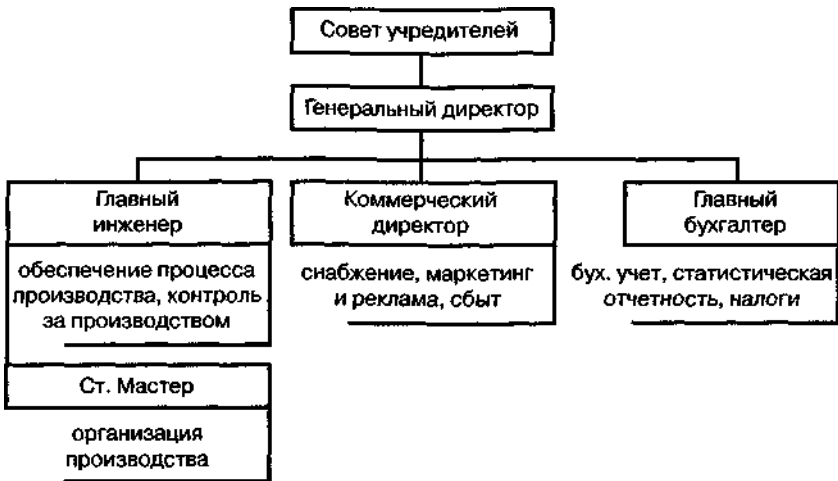 Совет учредителей
Генеральный директор
Главный
инженер
обеспечение процесса
производства, контроль
за производством
Коммерческий
директор
снабжение, маркетинг
и реклама, сбыт
Главный
бухгалтер
бух. учет, статистическая
отчетность, налоги
Ст. Мастер
организация
производства